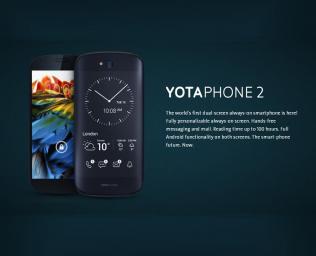 YOTAPHONE 2
The world's first dual screen always on smartphone is here!
Fully personalizable always on screen. Hands free
messaging and mail. Reading time up to 100 hours. Full
Android functionality on both screens. The smart phone
future. Now.
London
10°